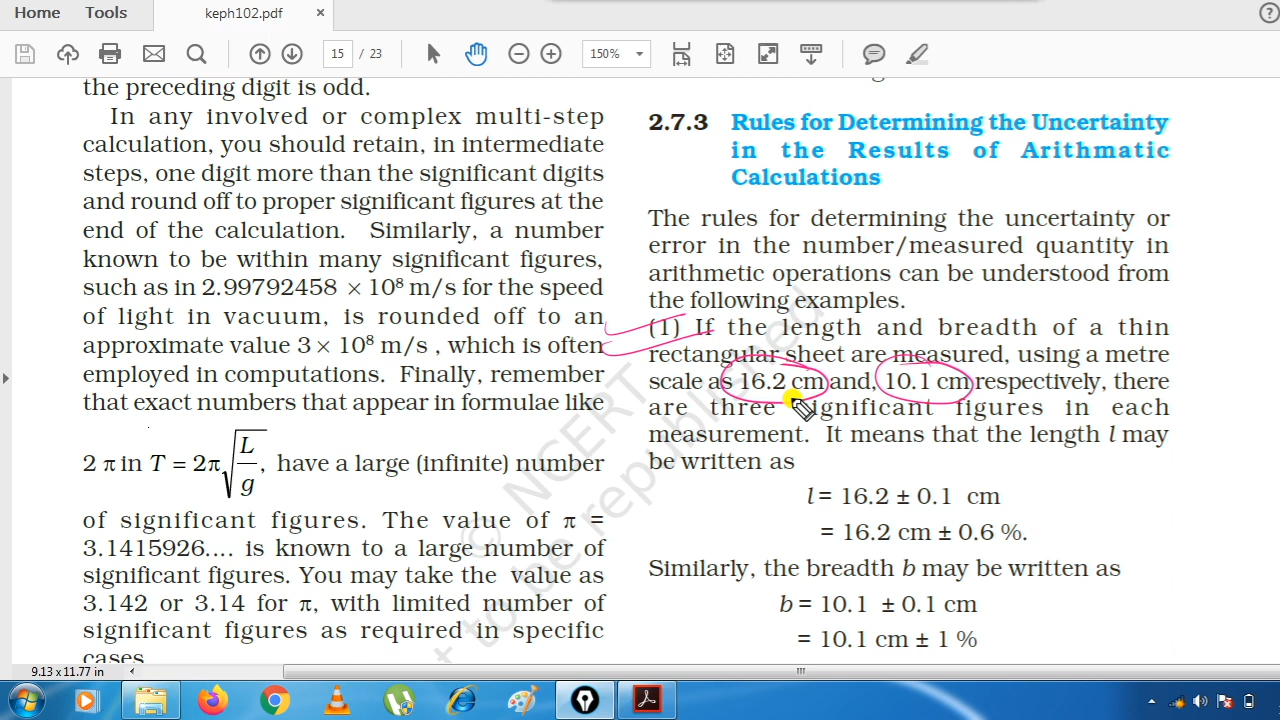 Home Tools keph102.pdf ×
15 / 23 150%
the preceding digit is odd.
In any involved or complex multi-step
calculation, you should retain, in intermediate
steps, one digit more than the significant digits
and round off to proper significant figures at the
end of the calculation. Similarly, a number
known to be within many significant figures,
such as in 2.99792458 × 10⁸ m/s for the speed
of light in vacuum, is rounded off to an
approximate value 3 × 10⁸ m/s , which is often
employed in computations. Finally, remember
that exact numbers that appear in formulae like
2 π in T = 2π√(L/g), have a large (infinite) number
of significant figures. The value of π =
3.1415926.... is known to a large number of
significant figures. You may take the value as
3.142 or 3.14 for π, with limited number of
significant figures as required in specific
cases
2.7.3 Rules for Determining the Uncertainty
in the Results of Arithmatic
Calculations
The rules for determining the uncertainty or
error in the number/measured quantity in
arithmetic operations can be understood from
the following examples.
(1) If the length and breadth of a thin
rectangular sheet are measured, using a metre
scale as 16.2 cm and, 10.1 cm respectively, there
are three significant figures in each
measurement. It means that the length l may
be written as
l = 16.2 ± 0.1 cm
= 16.2 cm ± 0.6 %.
Similarly, the breadth b may be written as
b = 10.1 ± 0.1 cm
= 10.1 cm ± 1 %
© NCERT
to be republished
9.13 x 11.77 in